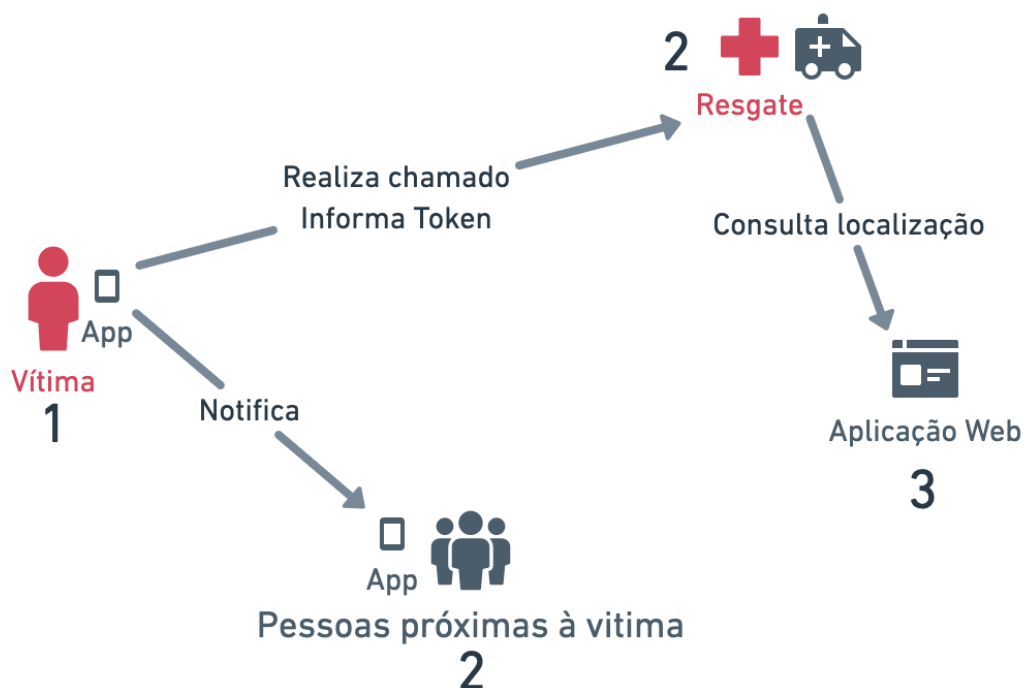 2
Resgate
Realiza chamado
Informa Token
Consulta localização
App
Vítima
1
Notifica
Aplicação Web
3
App
Pessoas próximas à vitima
2